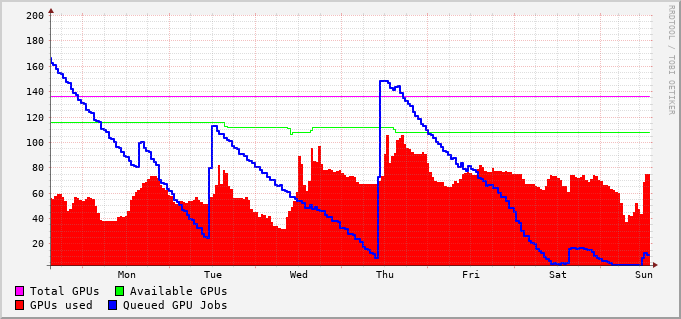 200
180
160
140
120
100
80
60
40
20
Mon Tue Wed Thu Fri Sat Sun
Total GPUs Available GPUs
GPUs used Queued GPU Jobs
RRDTOOL / TOBI OETIKER